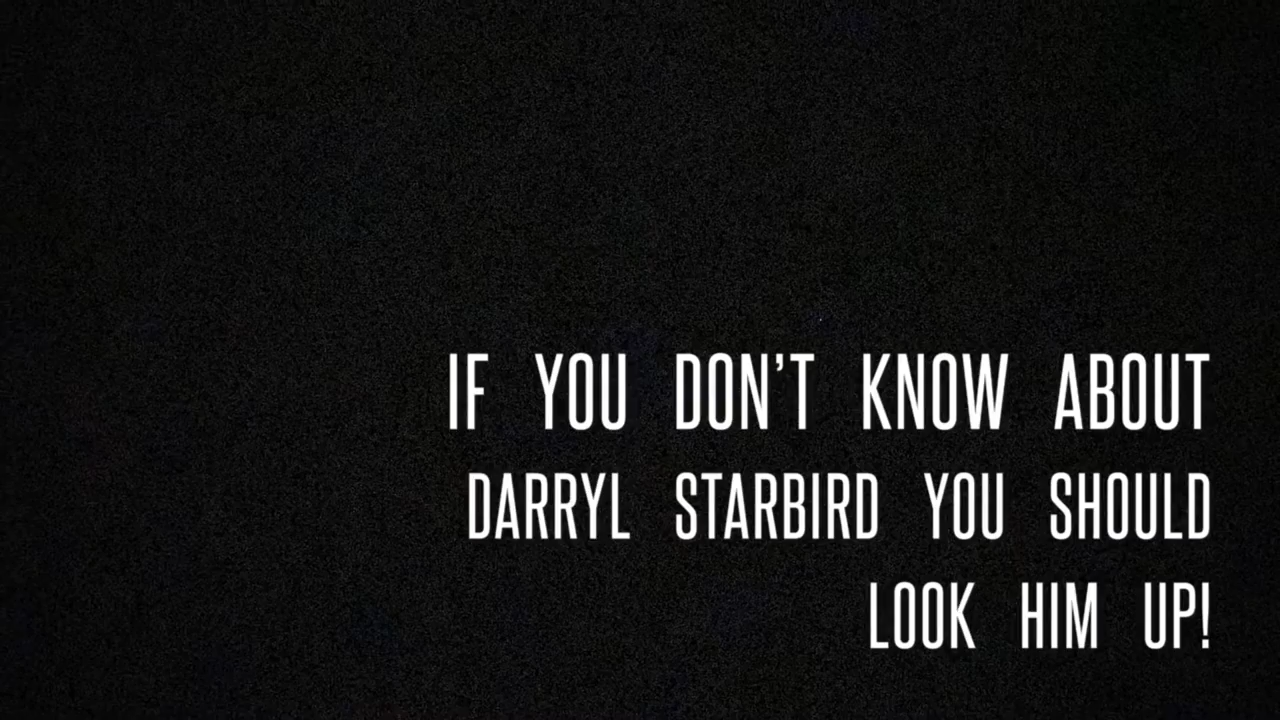 IF YOU DON'T KNOW ABOUT
DARRYL STARBIRD YOU SHOULD
LOOK HIM UP!